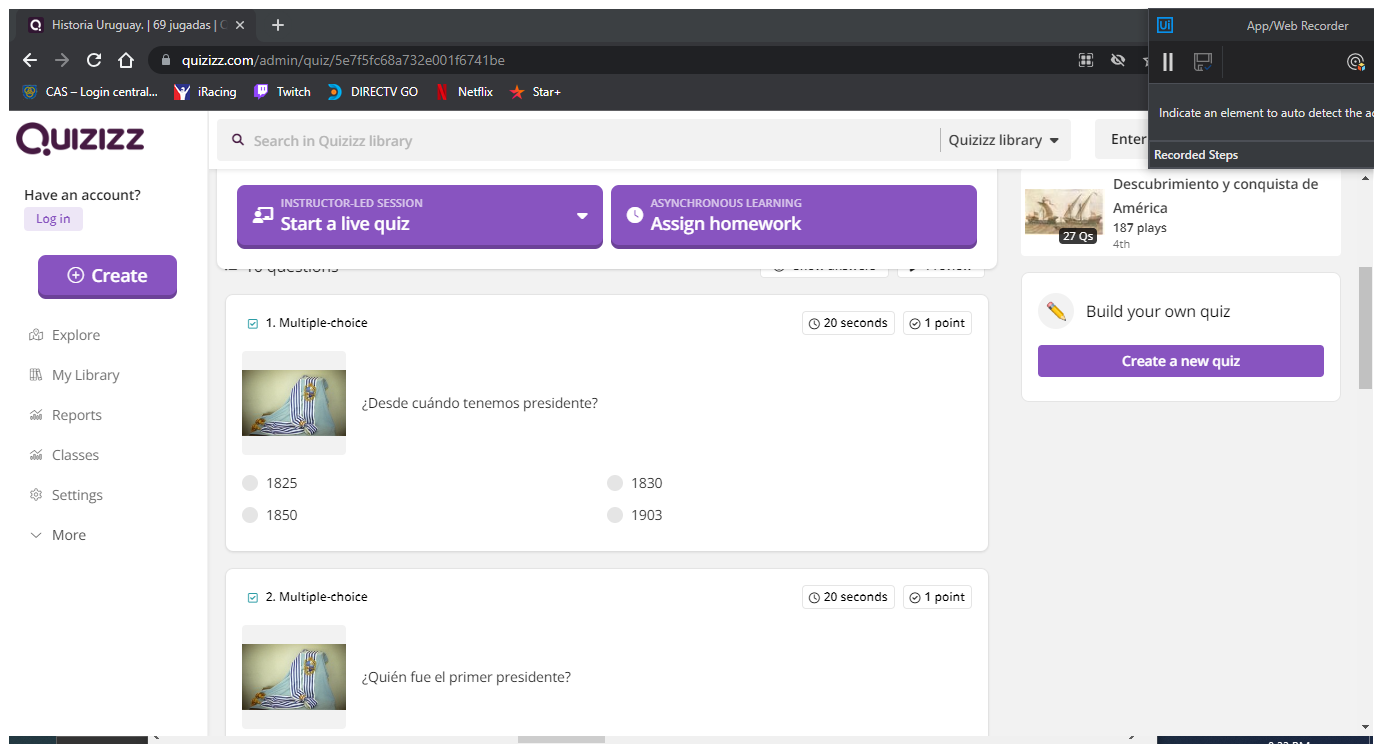 Historia Uruguay. | 69 jugadas |
App/Web Recorder
Ui
quizizz.com/admin/quiz/5e7f5fc68a732e001f6741be
CAS – Login central...
iRacing
Twitch
DIRECTV GO
Netflix
Star+
Indicate an element to auto detect the ac
Recorded Steps
QUIZIZZ
Search in Quizizz library
Quizizz library
Enter
Have an account?
Log in
Create
Explore
My Library
Reports
Classes
Settings
More
INSTRUCTOR-LED SESSION
Start a live quiz
ASYNCHRONOUS LEARNING
Assign homework
questions
1. Multiple-choice
20 seconds
1 point
¿Desde cuándo tenemos presidente?
1825
1830
1850
1903
2. Multiple-choice
20 seconds
1 point
¿Quién fue el primer presidente?
Descubrimiento y conquista de
América
27 Qs
187 plays
4th
Build your own quiz
Create a new quiz